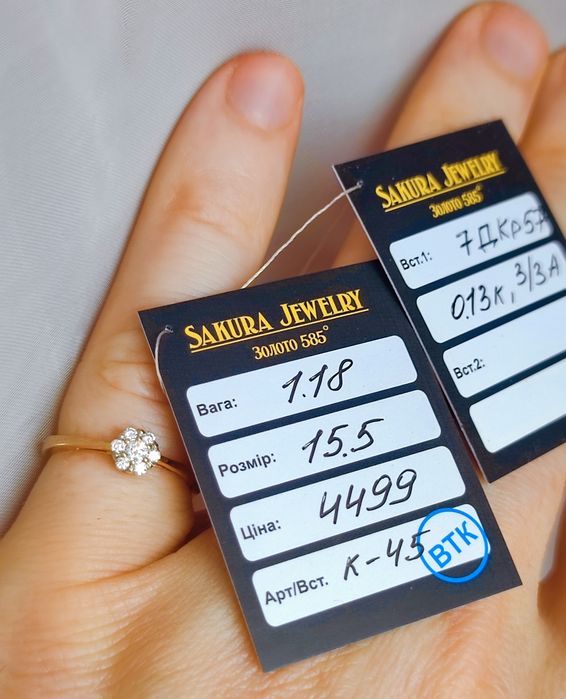 SAKURA JEWELRY
Золото 585°
Вага: 1.18
Розмір: 15.5
Ціна: 4499
Арт/Вст. К-45
ВТК
SAKURA JEWELRY
Золото 585°
Вст.1: 7ДКр57
0.13к, 3/3А
Вст.2: